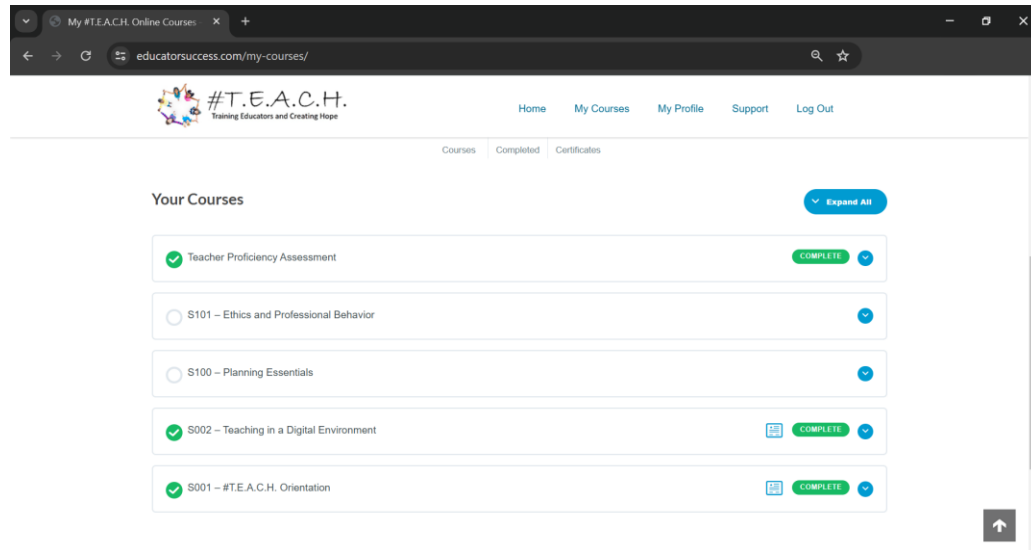 My #T.E.A.C.H. Online Courses
educatorsuccess.com/my-courses/
#T.E.A.C.H.
Training Educators and Creating Hope
Home My Courses My Profile Support Log Out
Courses Completed Certificates
Your Courses
Expand All
Teacher Proficiency Assessment COMPLETE
S101 – Ethics and Professional Behavior
S100 – Planning Essentials
S002 – Teaching in a Digital Environment COMPLETE
S001 – #T.E.A.C.H. Orientation COMPLETE